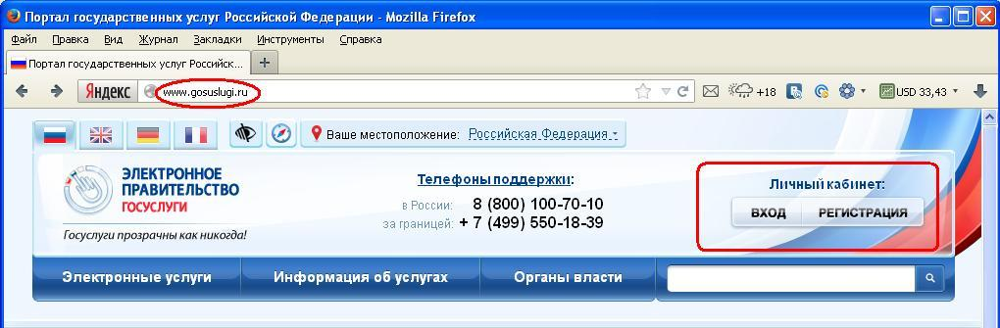 Портал государственных услуг Российской Федерации - Mozilla Firefox
Файл Правка Вид Журнал Закладки Инструменты Справка
Портал государственных услуг Российск...
Яндекс www.gosuslugi.ru +18 USD 33,43
Ваше местоположение: Российская Федерация
ЭЛЕКТРОННОЕ
ПРАВИТЕЛЬСТВО
ГОСУСЛУГИ
Госуслуги прозрачны как никогда!
Телефоны поддержки:
в России: 8 (800) 100-70-10
за границей: + 7 (499) 550-18-39
Личный кабинет:
ВХОД РЕГИСТРАЦИЯ
Электронные услуги Информация об услугах Органы власти